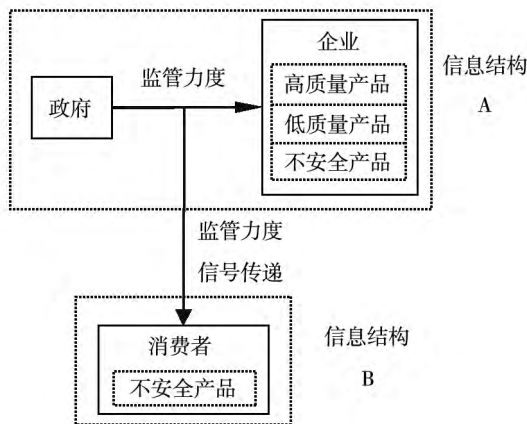 企业
监管力度
高质量产品
信息结构
政府
低质量产品
A
不安全产品
监管力度
信号传递
消费者
信息结构
不安全产品
B